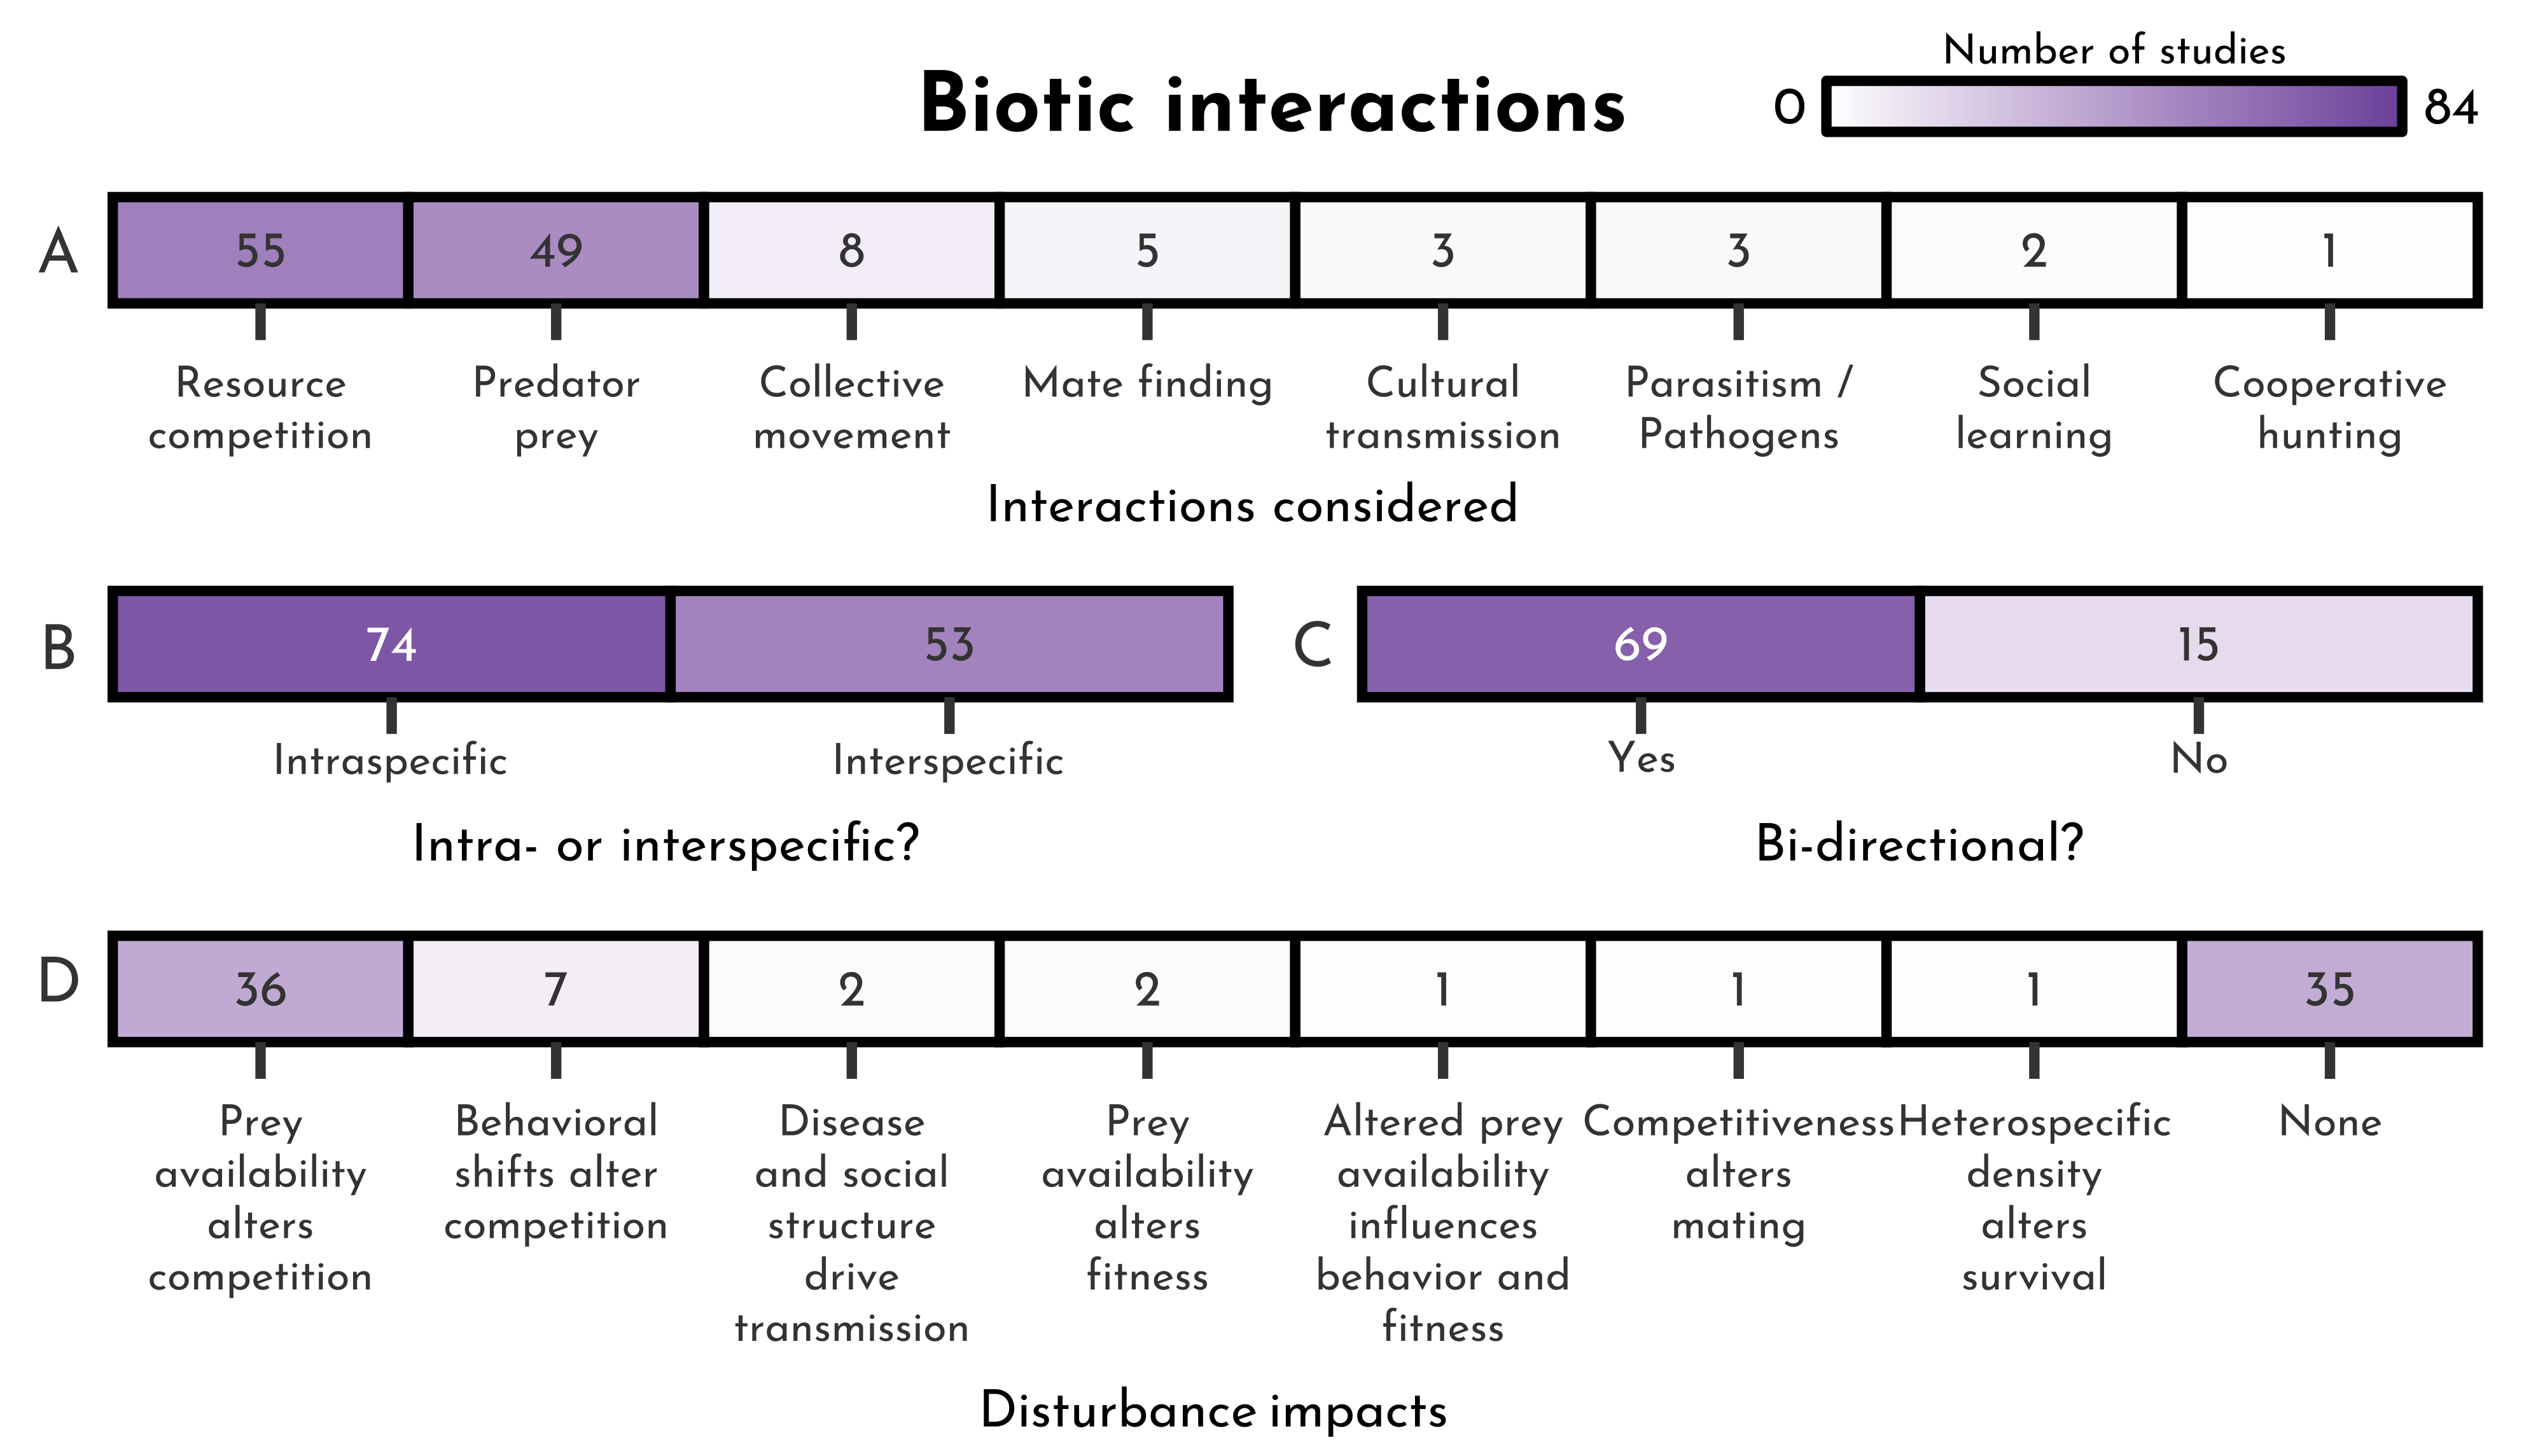 Number of studies
Biotic interactions
0
84
A
55
49
8
5
3
3
2
1
Resource
competition
Predator
prey
Collective
movement
Mate finding
Cultural
transmission
Parasitism /
Pathogens
Social
learning
Cooperative
hunting
Interactions considered
B
74
53
Intraspecific
Interspecific
Intra- or interspecific?
C
69
15
Yes
No
Bi-directional?
D
36
7
2
2
1
1
1
35
Prey
availability
alters
competition
Behavioral
shifts alter
competition
Disease
and social
structure
drive
transmission
Prey
availability
alters
fitness
Altered prey
availability
influences
behavior and
fitness
Competitiveness
alters
mating
Heterospecific
density
alters
survival
None
Disturbance impacts